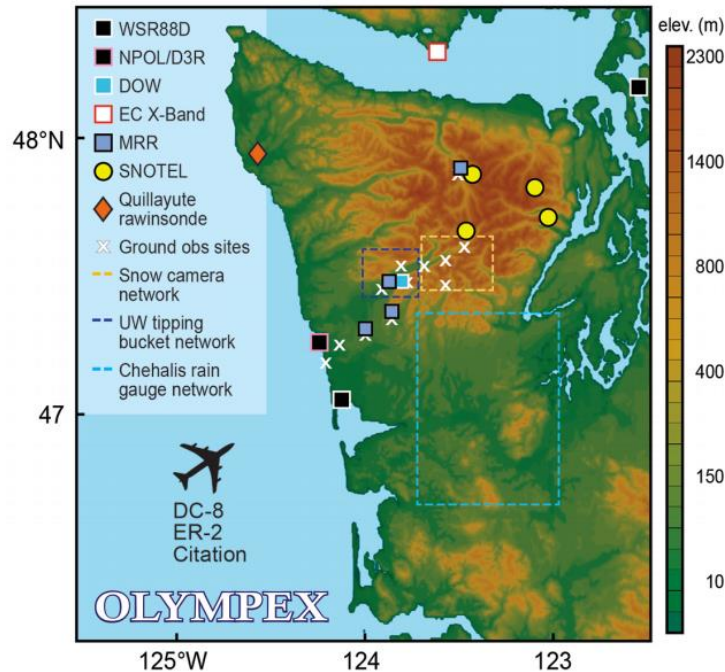 WSR88D
NPOL/D3R
DOW
EC X-Band
MRR
SNOTEL
Quillayute
rawinsonde
Ground obs sites
Snow camera
network
UW tipping
bucket network
Chehalis rain
gauge network
DC-8
ER-2
Citation
OLYMPEX
48°N
47
125°W
124
123
elev. (m)
2300
1400
800
400
150
10